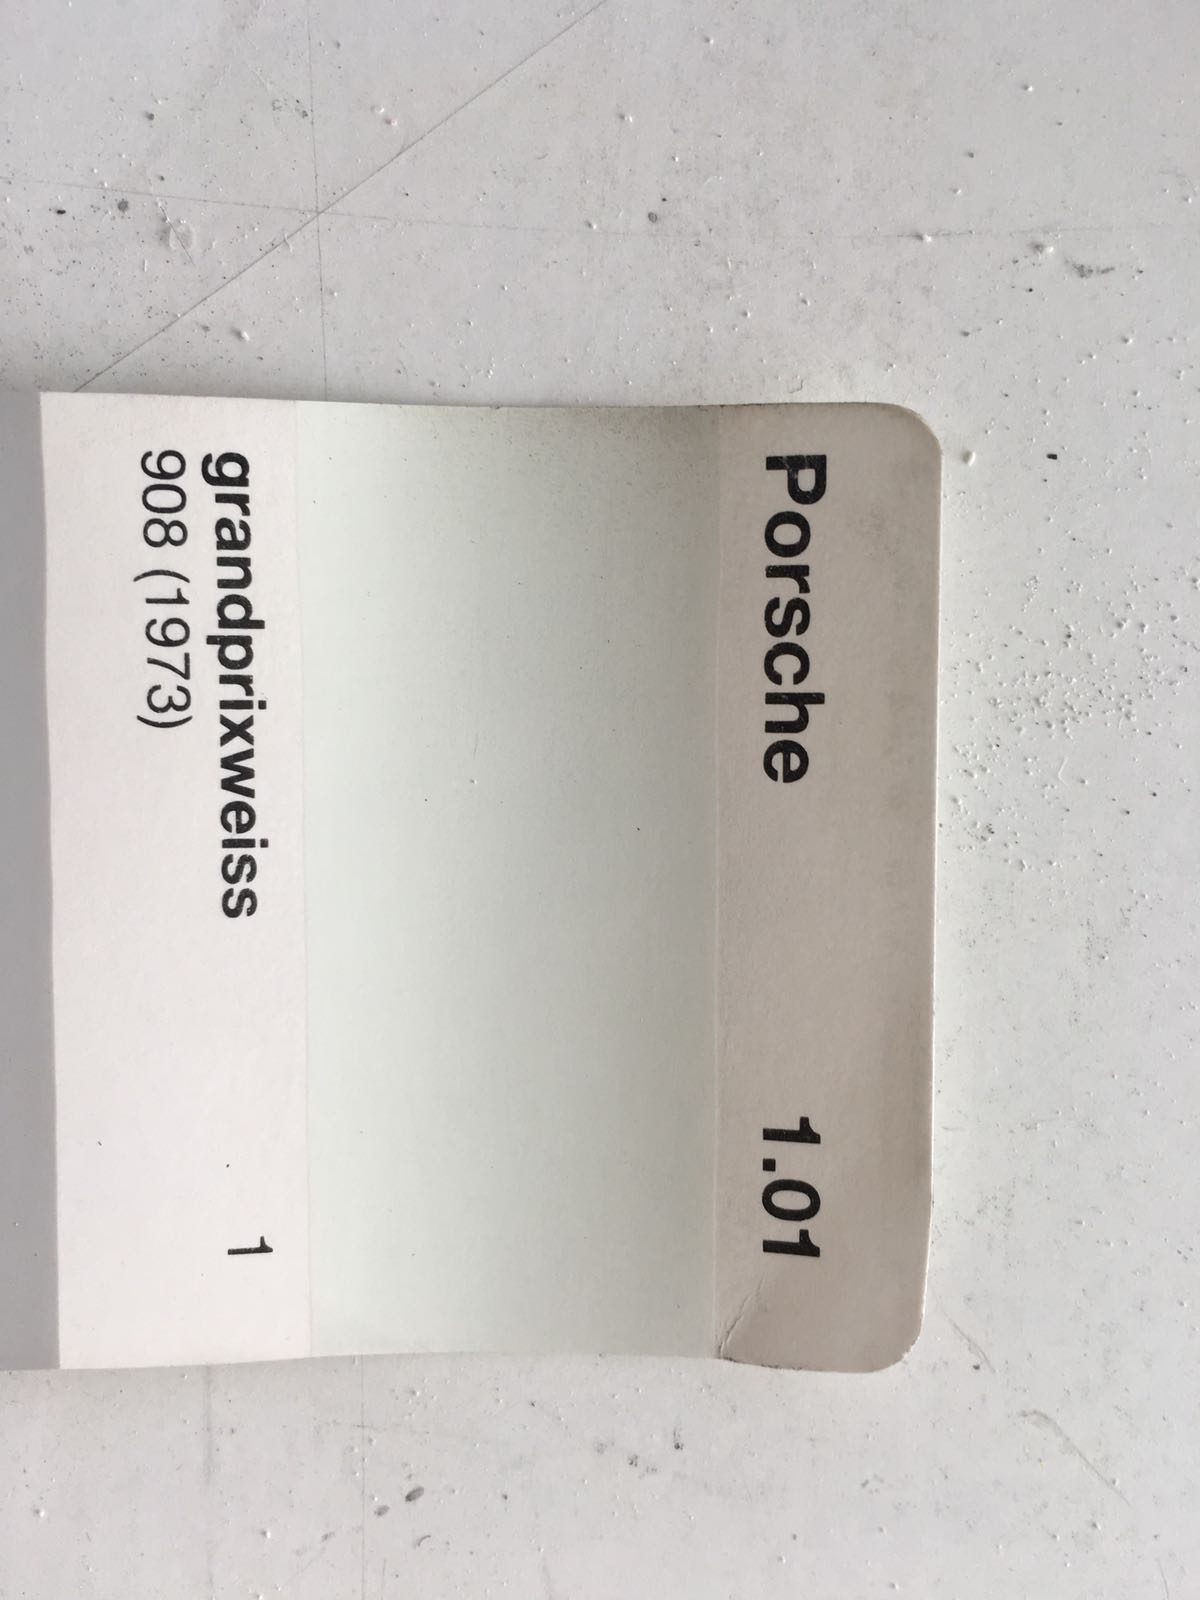 Porsche 1.01
grandprixweiss 1
908 (1973)